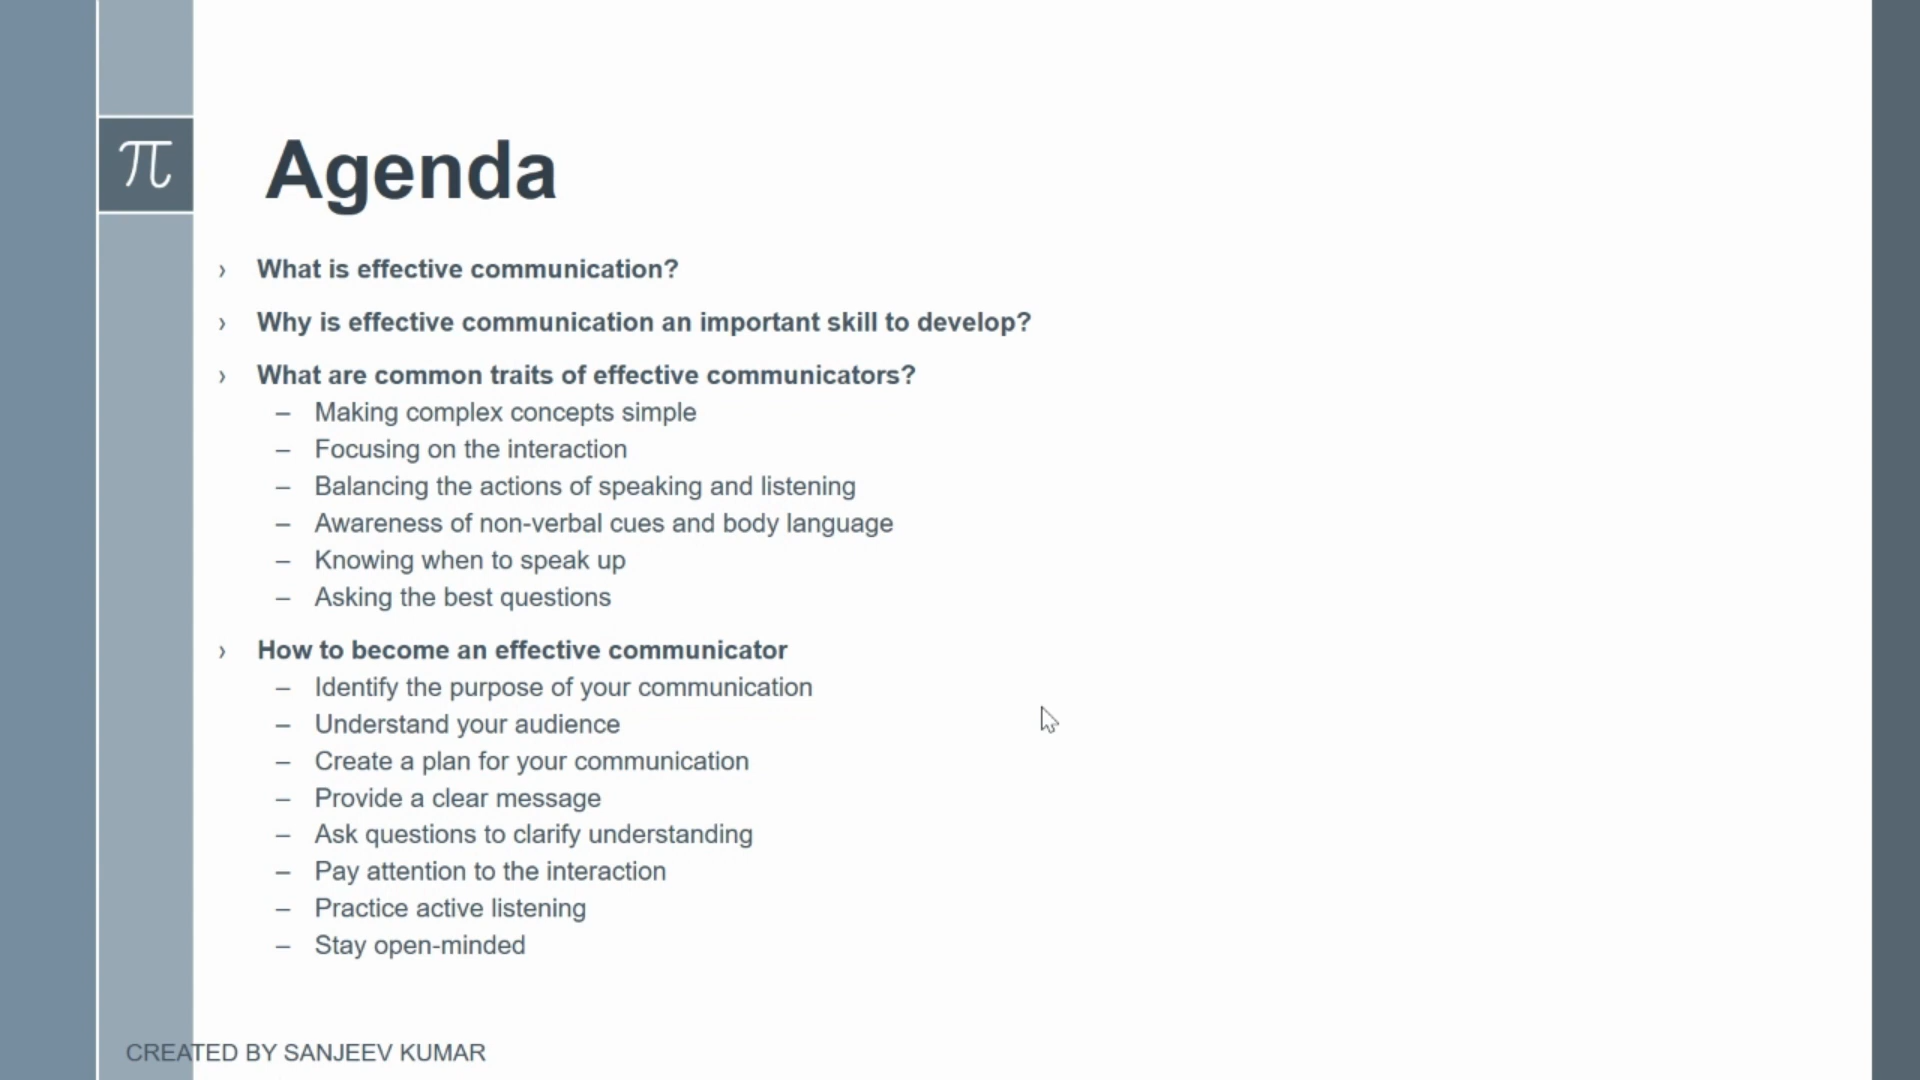 π
Agenda
› What is effective communication?
› Why is effective communication an important skill to develop?
› What are common traits of effective communicators?
– Making complex concepts simple
– Focusing on the interaction
– Balancing the actions of speaking and listening
– Awareness of non-verbal cues and body language
– Knowing when to speak up
– Asking the best questions
› How to become an effective communicator
– Identify the purpose of your communication
– Understand your audience
– Create a plan for your communication
– Provide a clear message
– Ask questions to clarify understanding
– Pay attention to the interaction
– Practice active listening
– Stay open-minded
CREATED BY SANJEEV KUMAR